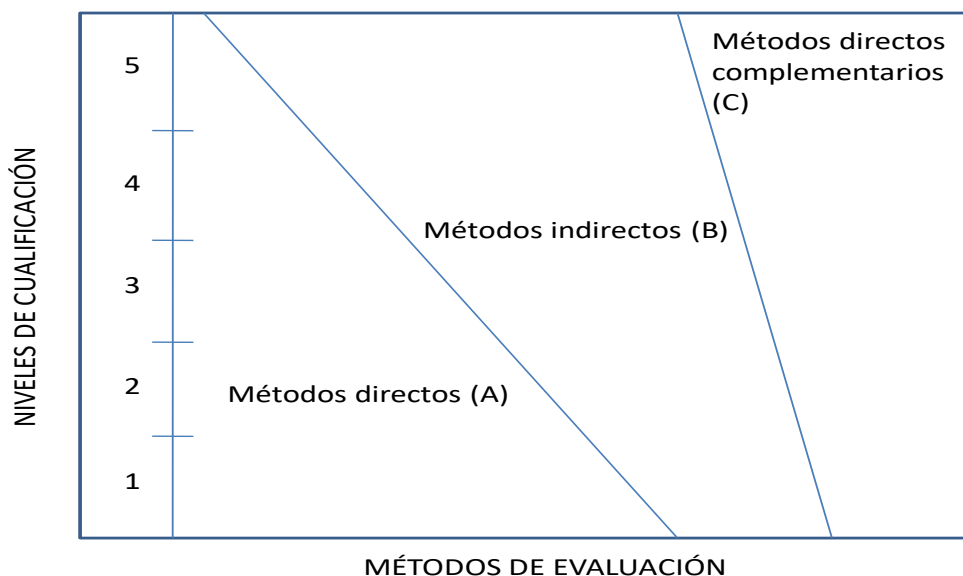 Métodos directos
complementarios
(C)
5
4
Métodos indirectos (B)
3
2
Métodos directos (A)
1
NIVELES DE CUALIFICACIÓN
MÉTODOS DE EVALUACIÓN